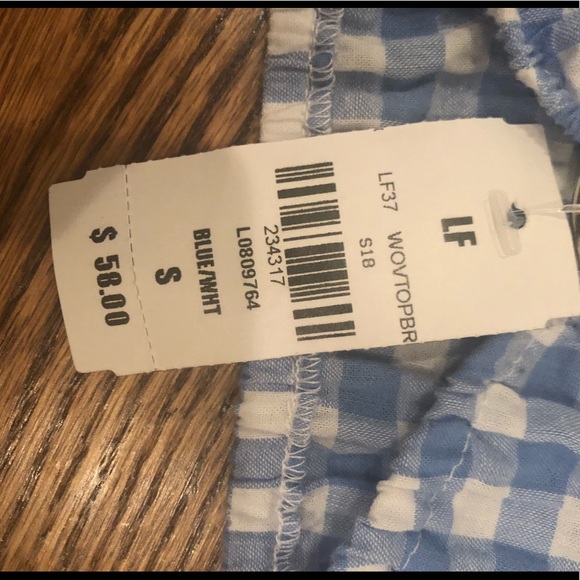 LF
LF37 WOVTOPBR
S18
234317
L0809764
BLUE/WHT
S
$ 58.00